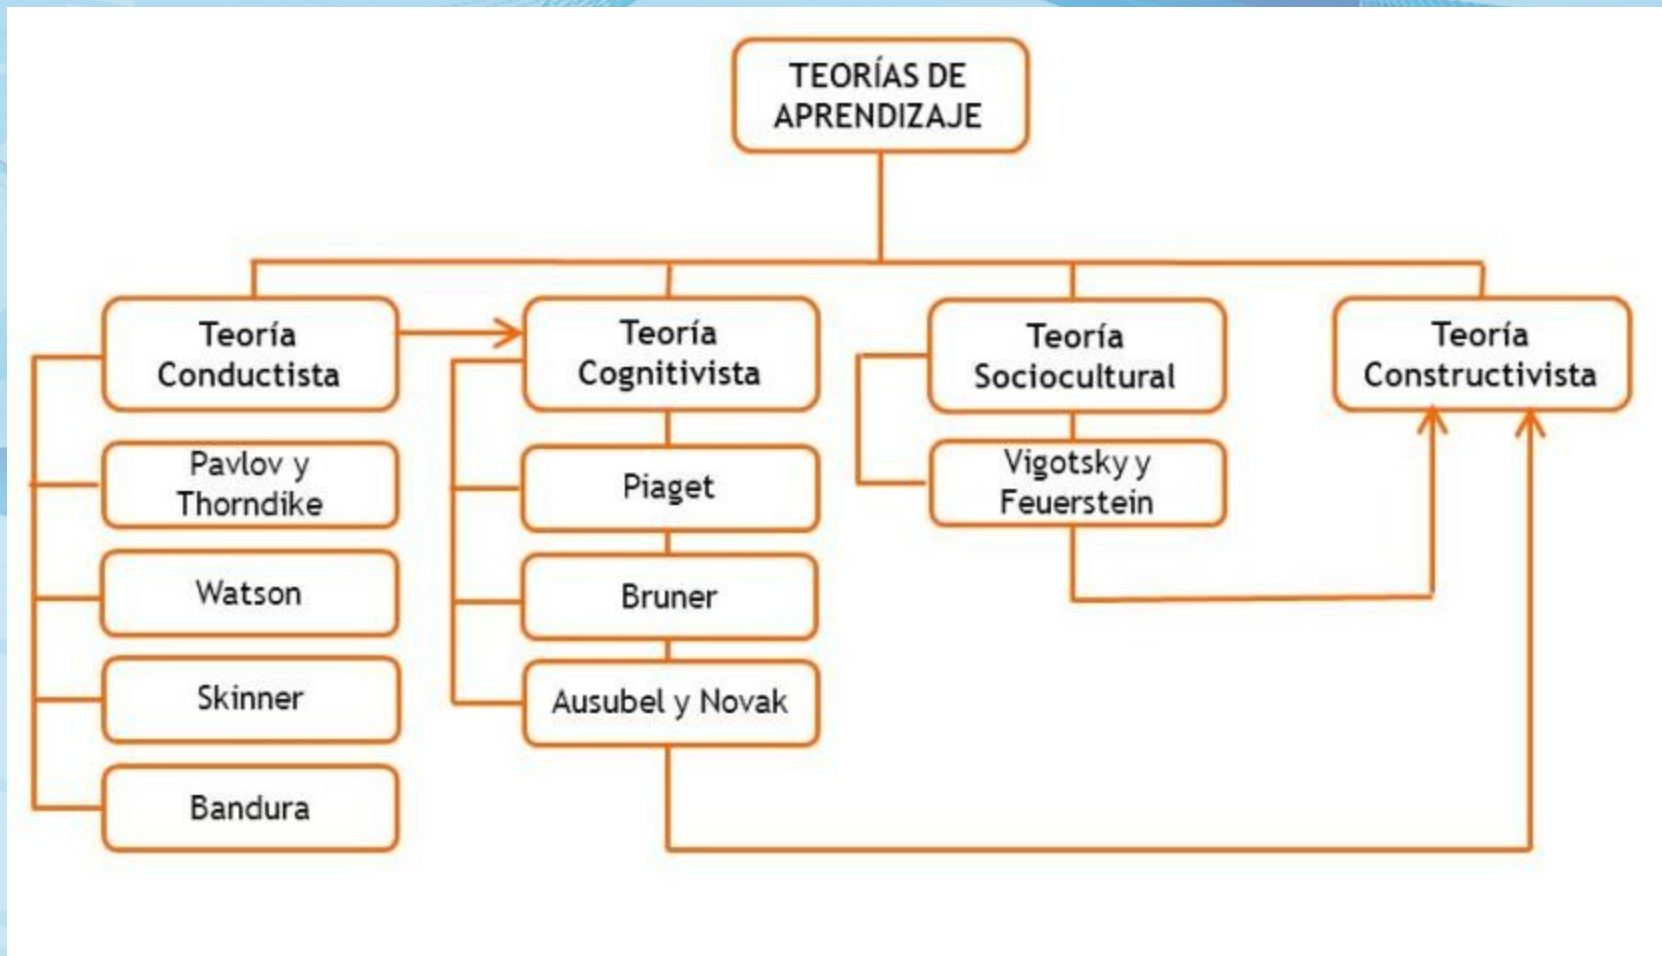 TEORÍAS DE
APRENDIZAJE
Teoría
Conductista
Teoría
Cognitivista
Teoría
Sociocultural
Teoría
Constructivista
Pavlov y
Thorndike
Piaget
Vigotsky y
Feuerstein
Watson
Bruner
Skinner
Ausubel y Novak
Bandura